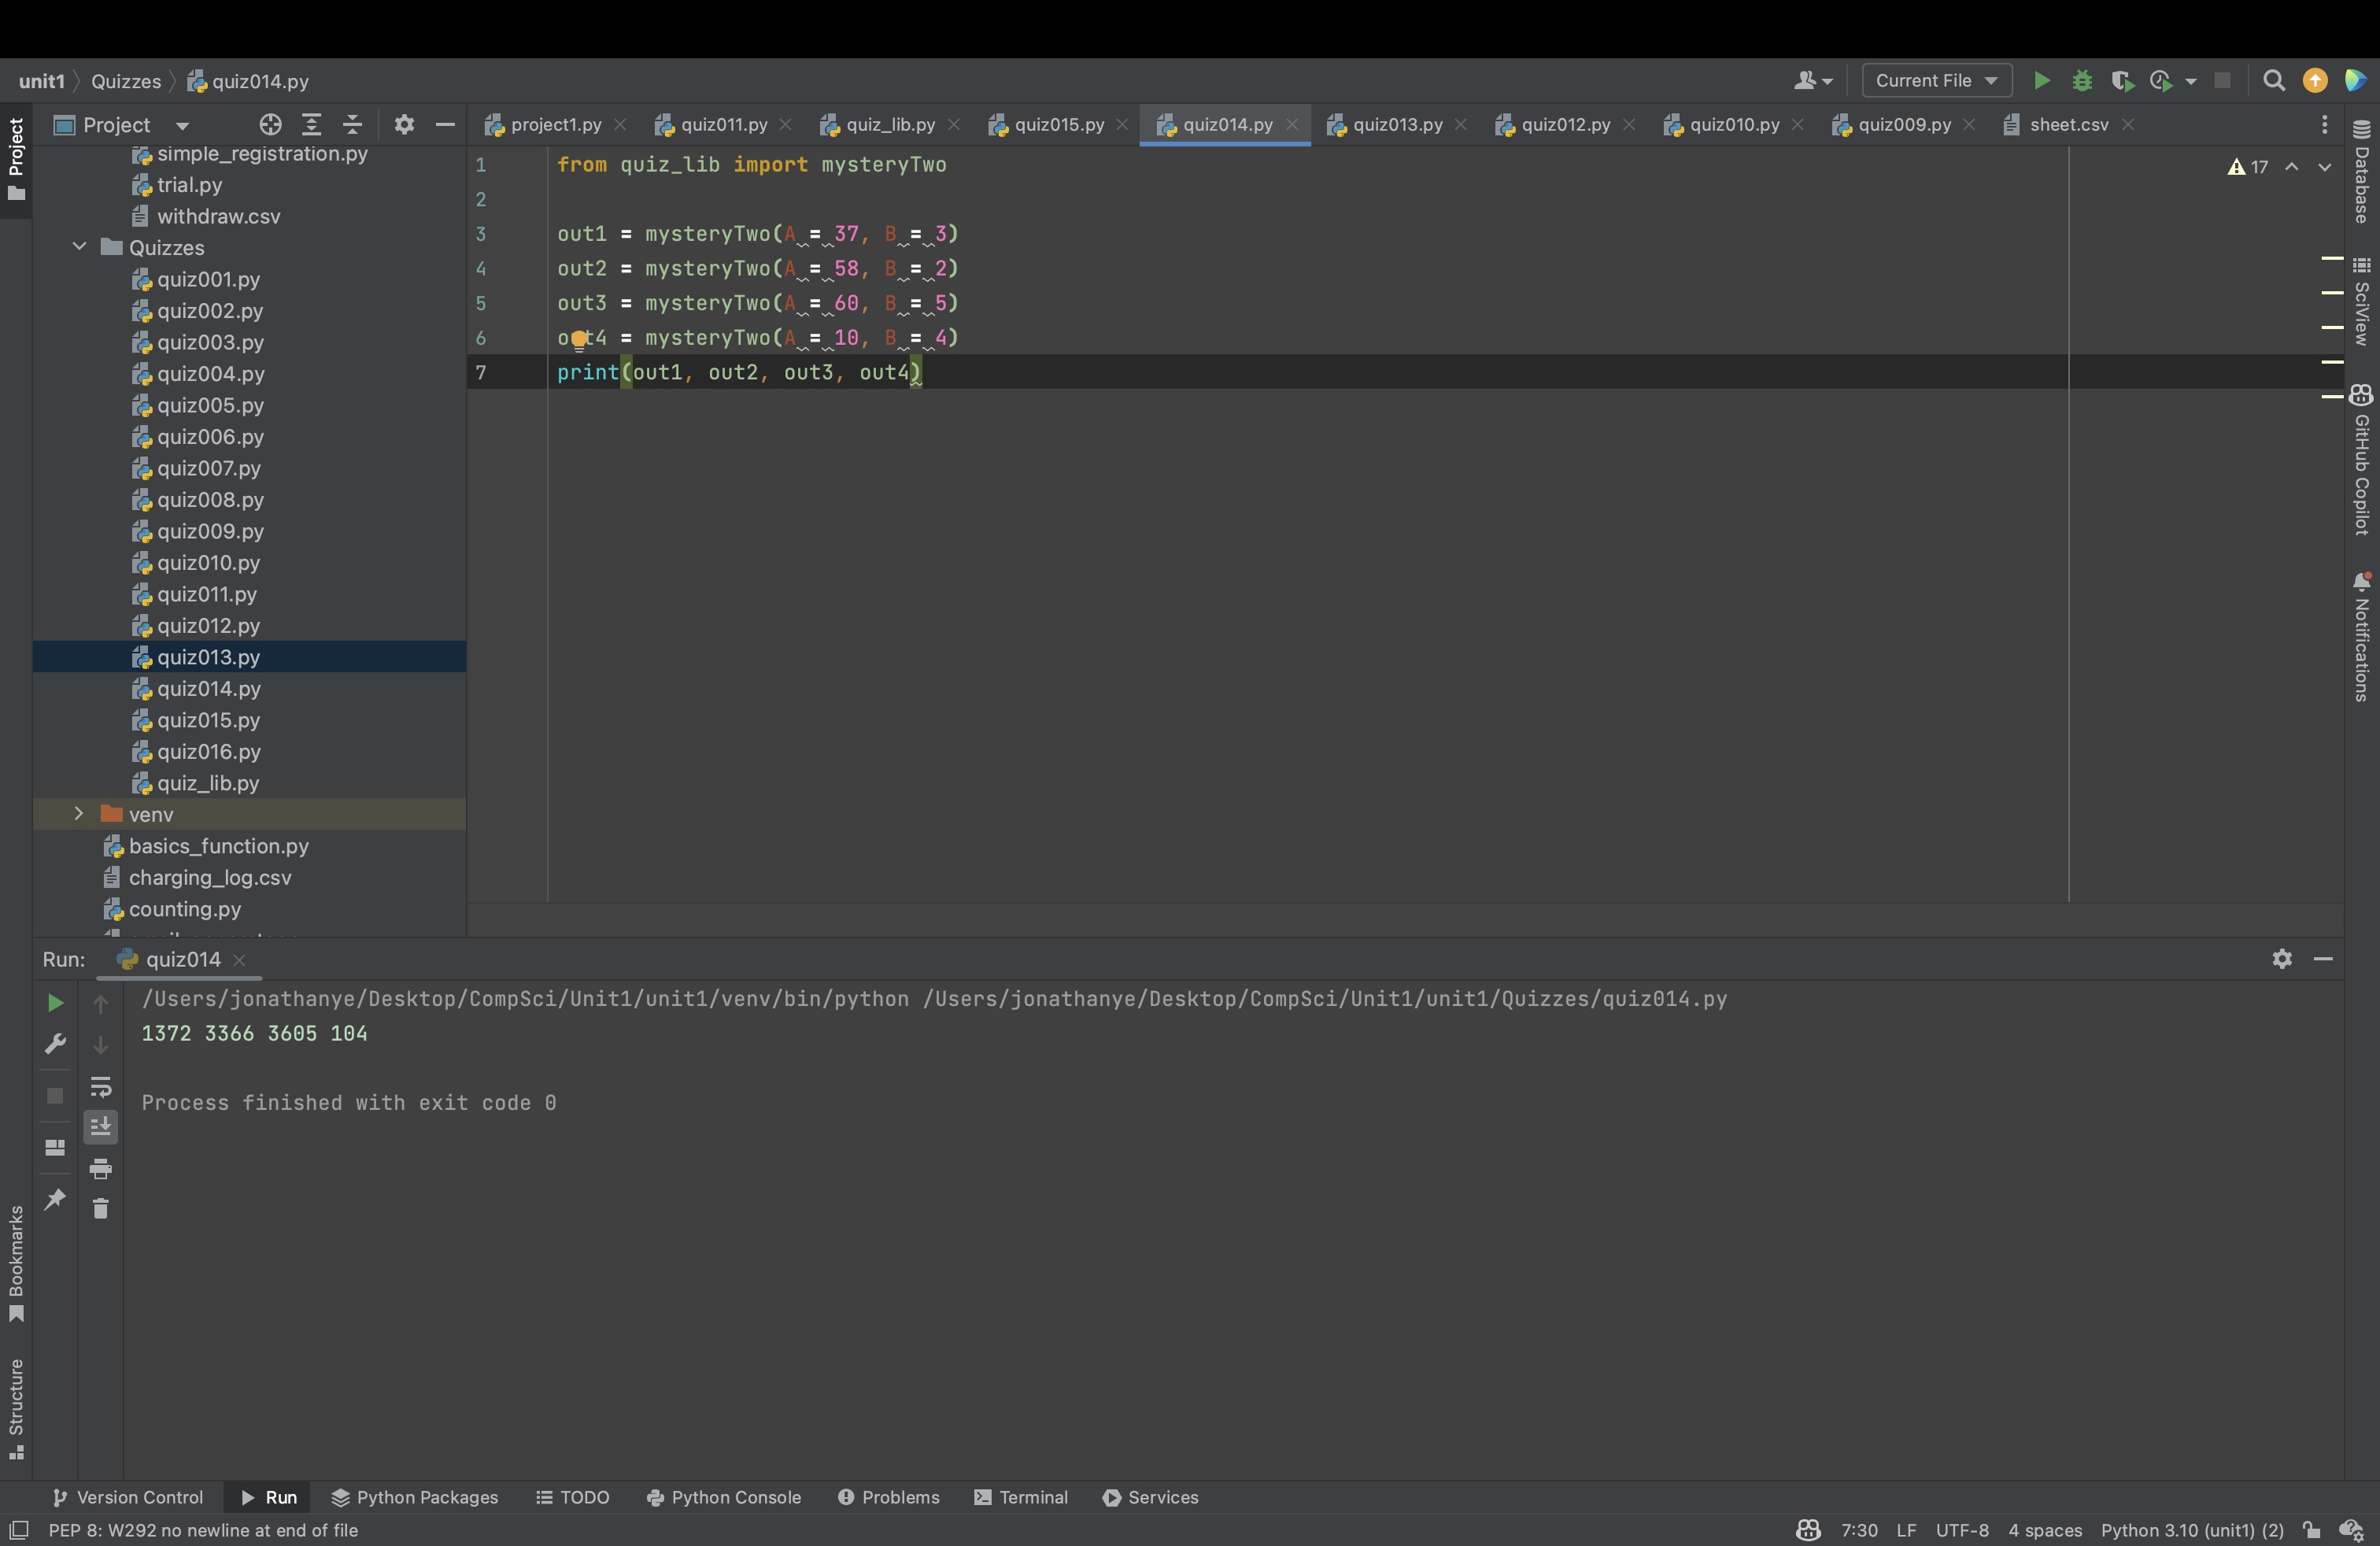 unit1 Quizzes quiz014.py
Current File
Project
project1.py quiz011.py quiz_lib.py quiz015.py quiz014.py quiz013.py quiz012.py quiz010.py quiz009.py sheet.csv
Project
simple_registration.py
trial.py
withdraw.csv
Quizzes
quiz001.py
quiz002.py
quiz003.py
quiz004.py
quiz005.py
quiz006.py
quiz007.py
quiz008.py
quiz009.py
quiz010.py
quiz011.py
quiz012.py
quiz013.py
quiz014.py
quiz015.py
quiz016.py
quiz_lib.py
venv
basics_function.py
charging_log.csv
counting.py
1 from quiz_lib import mysteryTwo
2
3 out1 = mysteryTwo(A = 37, B = 3)
4 out2 = mysteryTwo(A = 58, B = 2)
5 out3 = mysteryTwo(A = 60, B = 5)
6 out4 = mysteryTwo(A = 10, B = 4)
7 print(out1, out2, out3, out4)
17
Database
SciView
GitHub Copilot
Notifications
Run: quiz014
/Users/jonathanye/Desktop/CompSci/Unit1/unit1/venv/bin/python /Users/jonathanye/Desktop/CompSci/Unit1/unit1/Quizzes/quiz014.py
1372 3366 3605 104
Process finished with exit code 0
Bookmarks
Structure
Version Control Run Python Packages TODO Python Console Problems Terminal Services
PEP 8: W292 no newline at end of file
7:30 LF UTF-8 4 spaces Python 3.10 (unit1) (2)